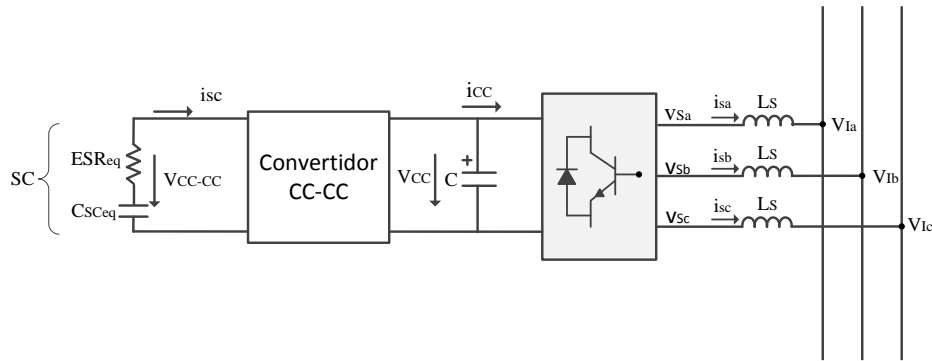 SC
ESReq
CSCeq
isc
VCC-CC
Convertidor
CC-CC
iCC
VCC
+
C
vSa
isa
LS
VIa
vSb
isb
LS
VIb
vSc
isc
LS
VIc